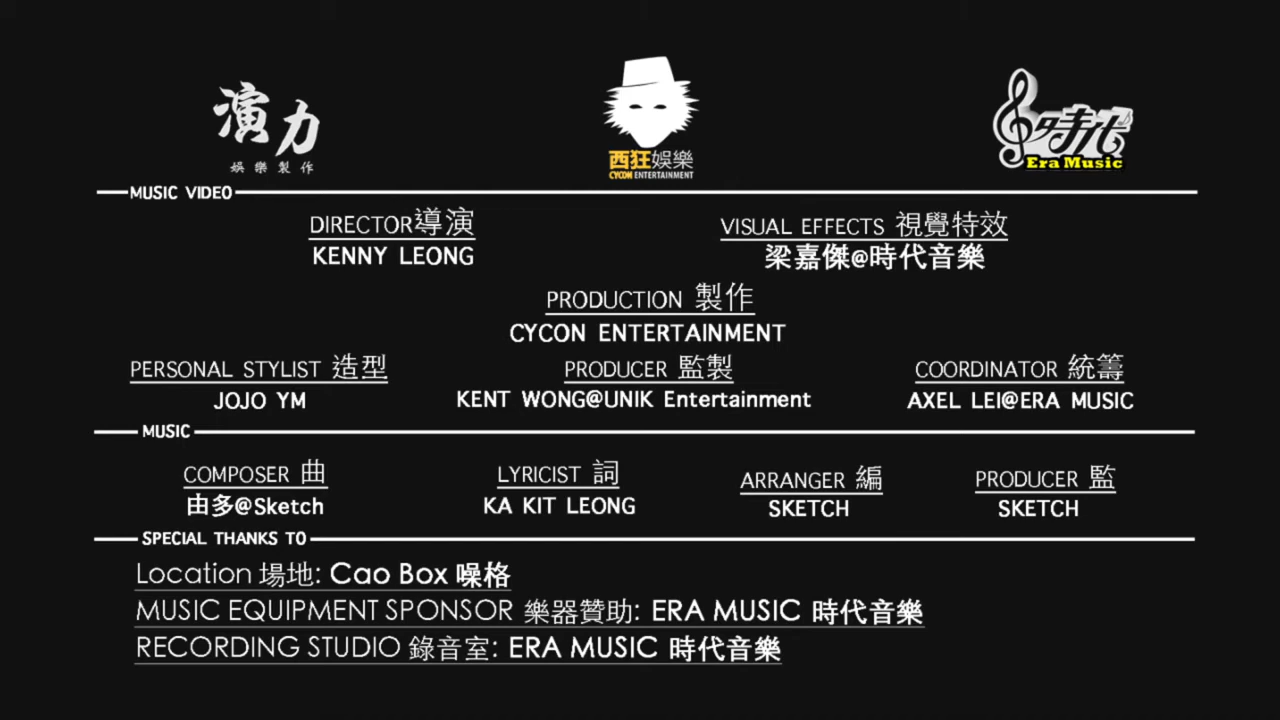 演力
娛樂製作
西狂娛樂
CYCON ENTERTAINMENT
時代
Era Music
MUSIC VIDEO
DIRECTOR導演
KENNY LEONG
VISUAL EFFECTS 視覺特效
梁嘉傑@時代音樂
PRODUCTION 製作
CYCON ENTERTAINMENT
PERSONAL STYLIST 造型
JOJO YM
PRODUCER 監製
KENT WONG@UNIK Entertainment
COORDINATOR 統籌
AXEL LEI@ERA MUSIC
MUSIC
COMPOSER 曲
由多@Sketch
LYRICIST 詞
KA KIT LEONG
ARRANGER 編
SKETCH
PRODUCER 監
SKETCH
SPECIAL THANKS TO
Location 場地: Cao Box 噪格
MUSIC EQUIPMENT SPONSOR 樂器贊助: ERA MUSIC 時代音樂
RECORDING STUDIO 錄音室: ERA MUSIC 時代音樂